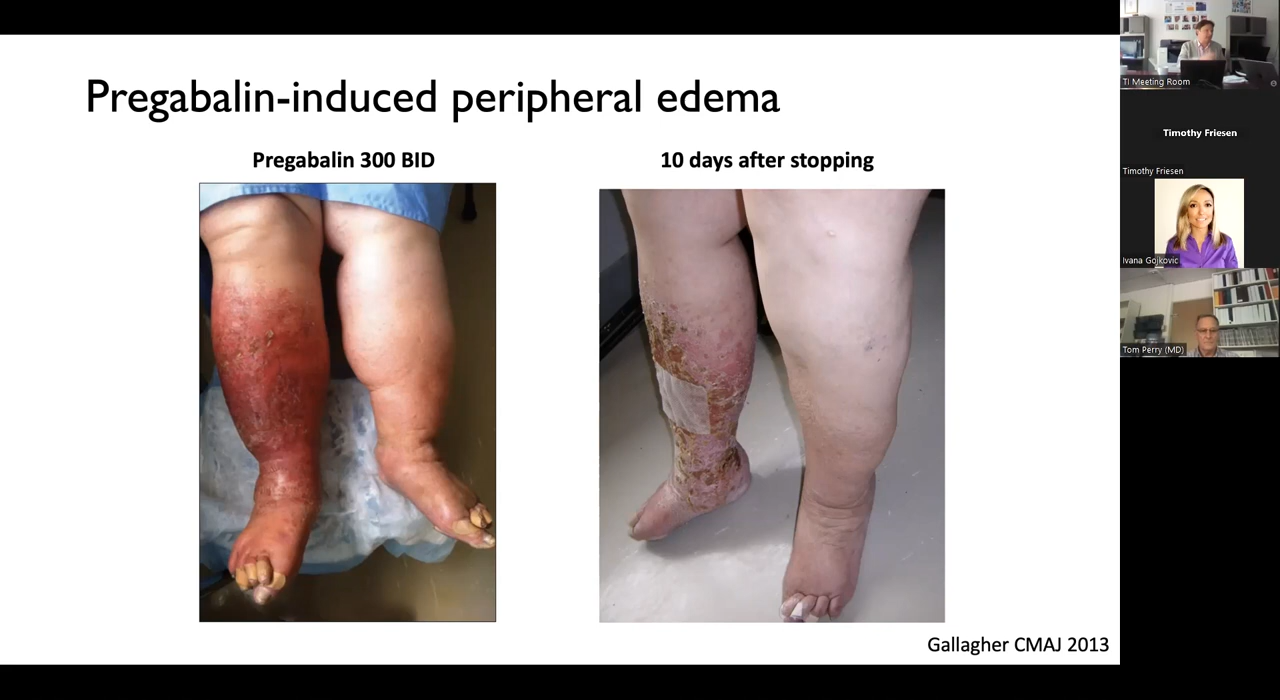 Pregabalin-induced peripheral edema
Pregabalin 300 BID
10 days after stopping
Gallagher CMAJ 2013
TI Meeting Room
Timothy Friesen
Timothy Friesen
Ivana Gojkovic
Tom Perry (MD)